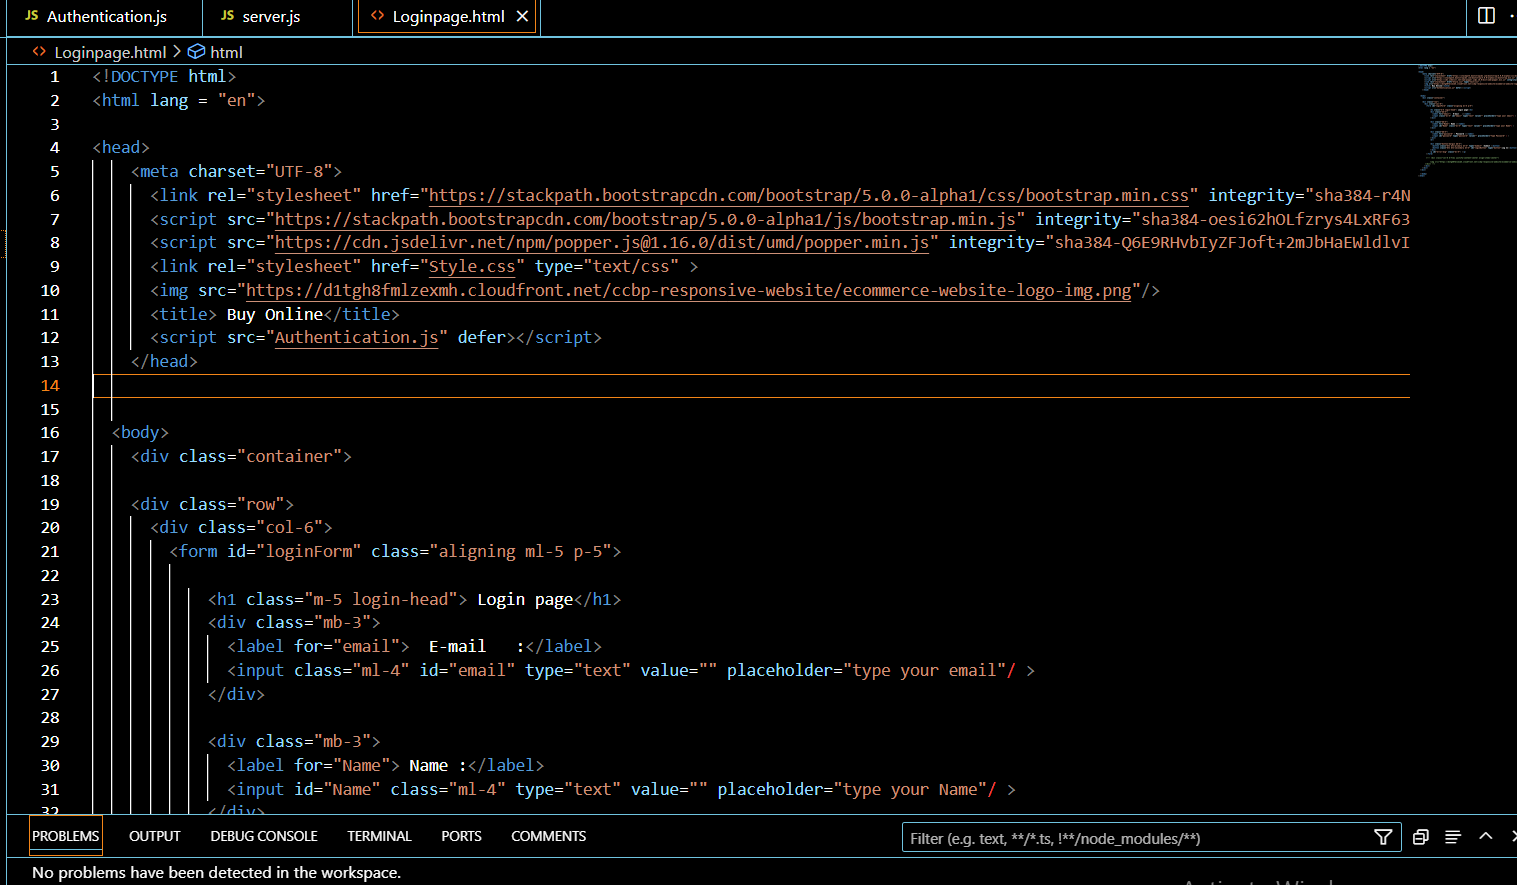 JS Authentication.js JS server.js <> Loginpage.html
<> Loginpage.html > html
1 <!DOCTYPE html>
2 <html lang = "en">
3
4 <head>
5 <meta charset="UTF-8">
6 <link rel="stylesheet" href="https://stackpath.bootstrapcdn.com/bootstrap/5.0.0-alpha1/css/bootstrap.min.css" integrity="sha384-r4N
7 <script src="https://stackpath.bootstrapcdn.com/bootstrap/5.0.0-alpha1/js/bootstrap.min.js" integrity="sha384-oesi62hOLfzrys4LxRF63
8 <script src="https://cdn.jsdelivr.net/npm/popper.js@1.16.0/dist/umd/popper.min.js" integrity="sha384-Q6E9RHvbIyZFJoft+2mJbHaEWldlvI
9 <link rel="stylesheet" href="Style.css" type="text/css" >
10 <img src="https://d1tgh8fmlzexmh.cloudfront.net/ccbp-responsive-website/ecommerce-website-logo-img.png"/>
11 <title> Buy Online</title>
12 <script src="Authentication.js" defer></script>
13 </head>
14
15
16 <body>
17 <div class="container">
18
19 <div class="row">
20 <div class="col-6">
21 <form id="loginForm" class="aligning ml-5 p-5">
22
23 <h1 class="m-5 login-head"> Login page</h1>
24 <div class="mb-3">
25 <label for="email">  E-mail   :</label>
26 <input class="ml-4" id="email" type="text" value="" placeholder="type your email"/ >
27 </div>
28
29 <div class="mb-3">
30 <label for="Name"> Name :</label>
31 <input id="Name" class="ml-4" type="text" value="" placeholder="type your Name"/ >
32 </div>
PROBLEMS OUTPUT DEBUG CONSOLE TERMINAL PORTS COMMENTS Filter (e.g. text, **/*.ts, !**/node_modules/**)
No problems have been detected in the workspace.